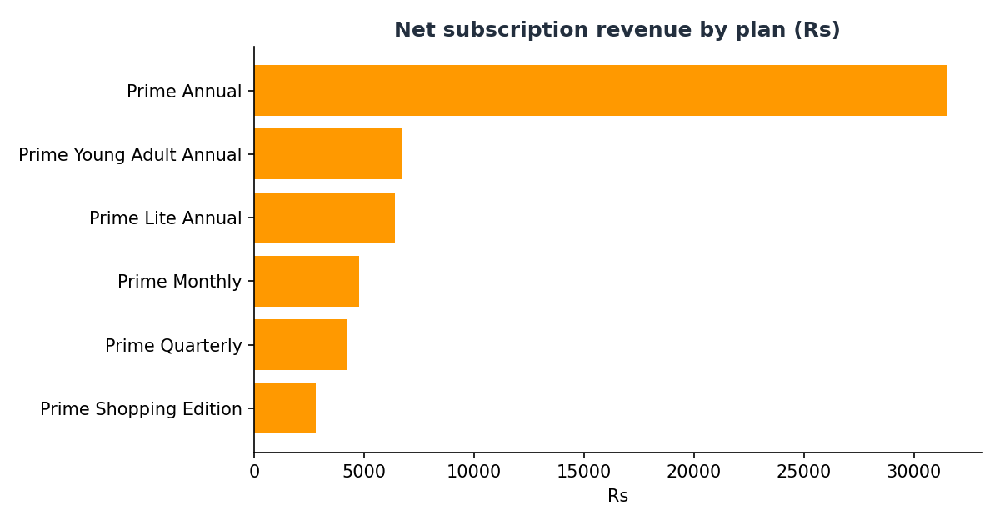 Net subscription revenue by plan (Rs)
Prime Annual
Prime Young Adult Annual
Prime Lite Annual
Prime Monthly
Prime Quarterly
Prime Shopping Edition
0 5000 10000 15000 20000 25000 30000
Rs